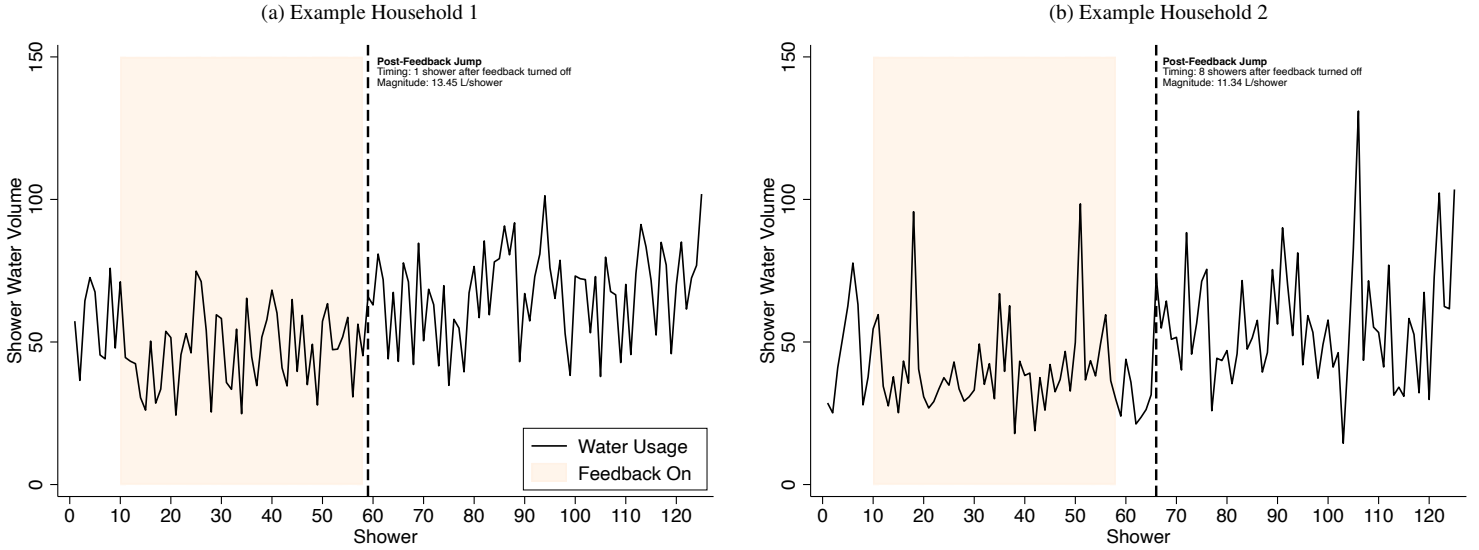 (a) Example Household 1
150
100
50
0
Shower Water Volume
Post-Feedback Jump
Timing: 1 shower after feedback turned off
Magnitude: 13.45 L/shower
Water Usage
Feedback On
0 10 20 30 40 50 60 70 80 90 100 110 120
Shower
(b) Example Household 2
150
100
50
0
Shower Water Volume
Post-Feedback Jump
Timing: 8 showers after feedback turned off
Magnitude: 11.34 L/shower
0 10 20 30 40 50 60 70 80 90 100 110 120
Shower